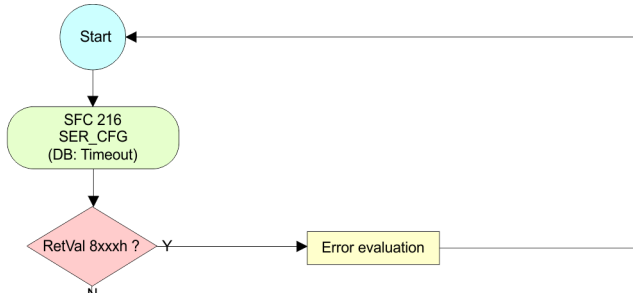 Start
SFC 216
SER_CFG
(DB: Timeout)
RetVal 8xxxh ?
Y
Error evaluation
N